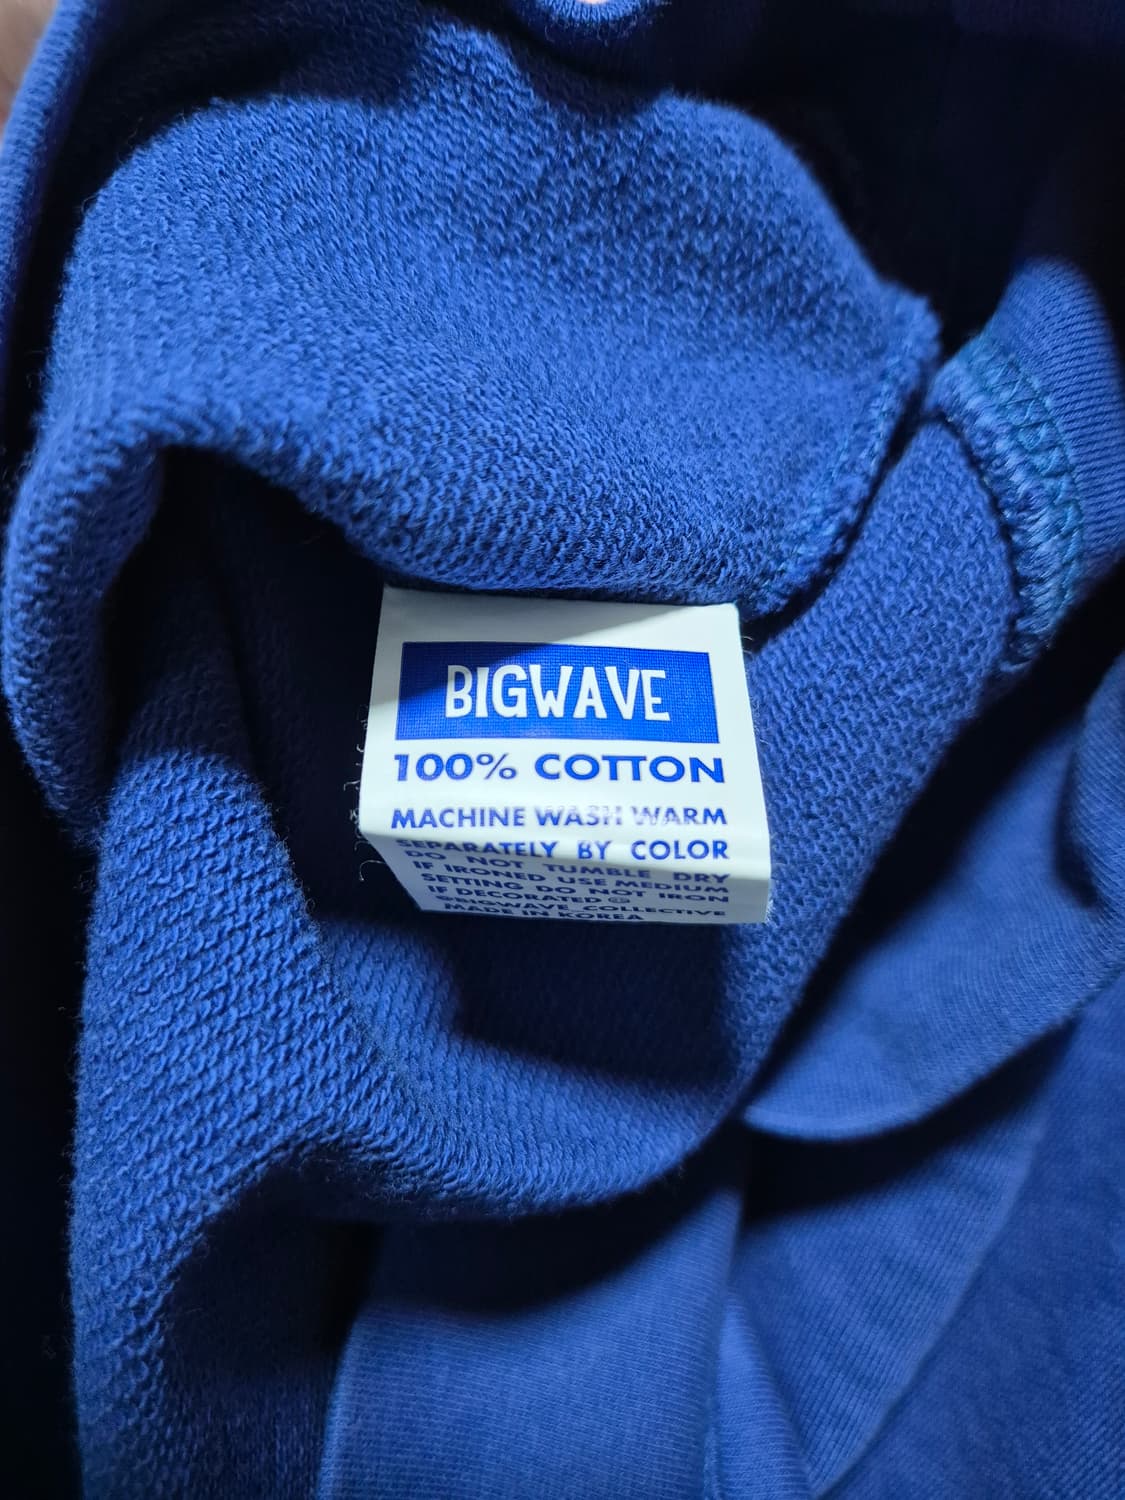 BIGWAVE
100% COTTON
MACHINE WASH WARM
SEPARATELY BY COLOR
DO NOT TUMBLE DRY
IF IRONED USE MEDIUM
SETTING DO NOT IRON
IF DECORATED ®
©BIGWAVE COLLECTIVE
MADE IN KOREA